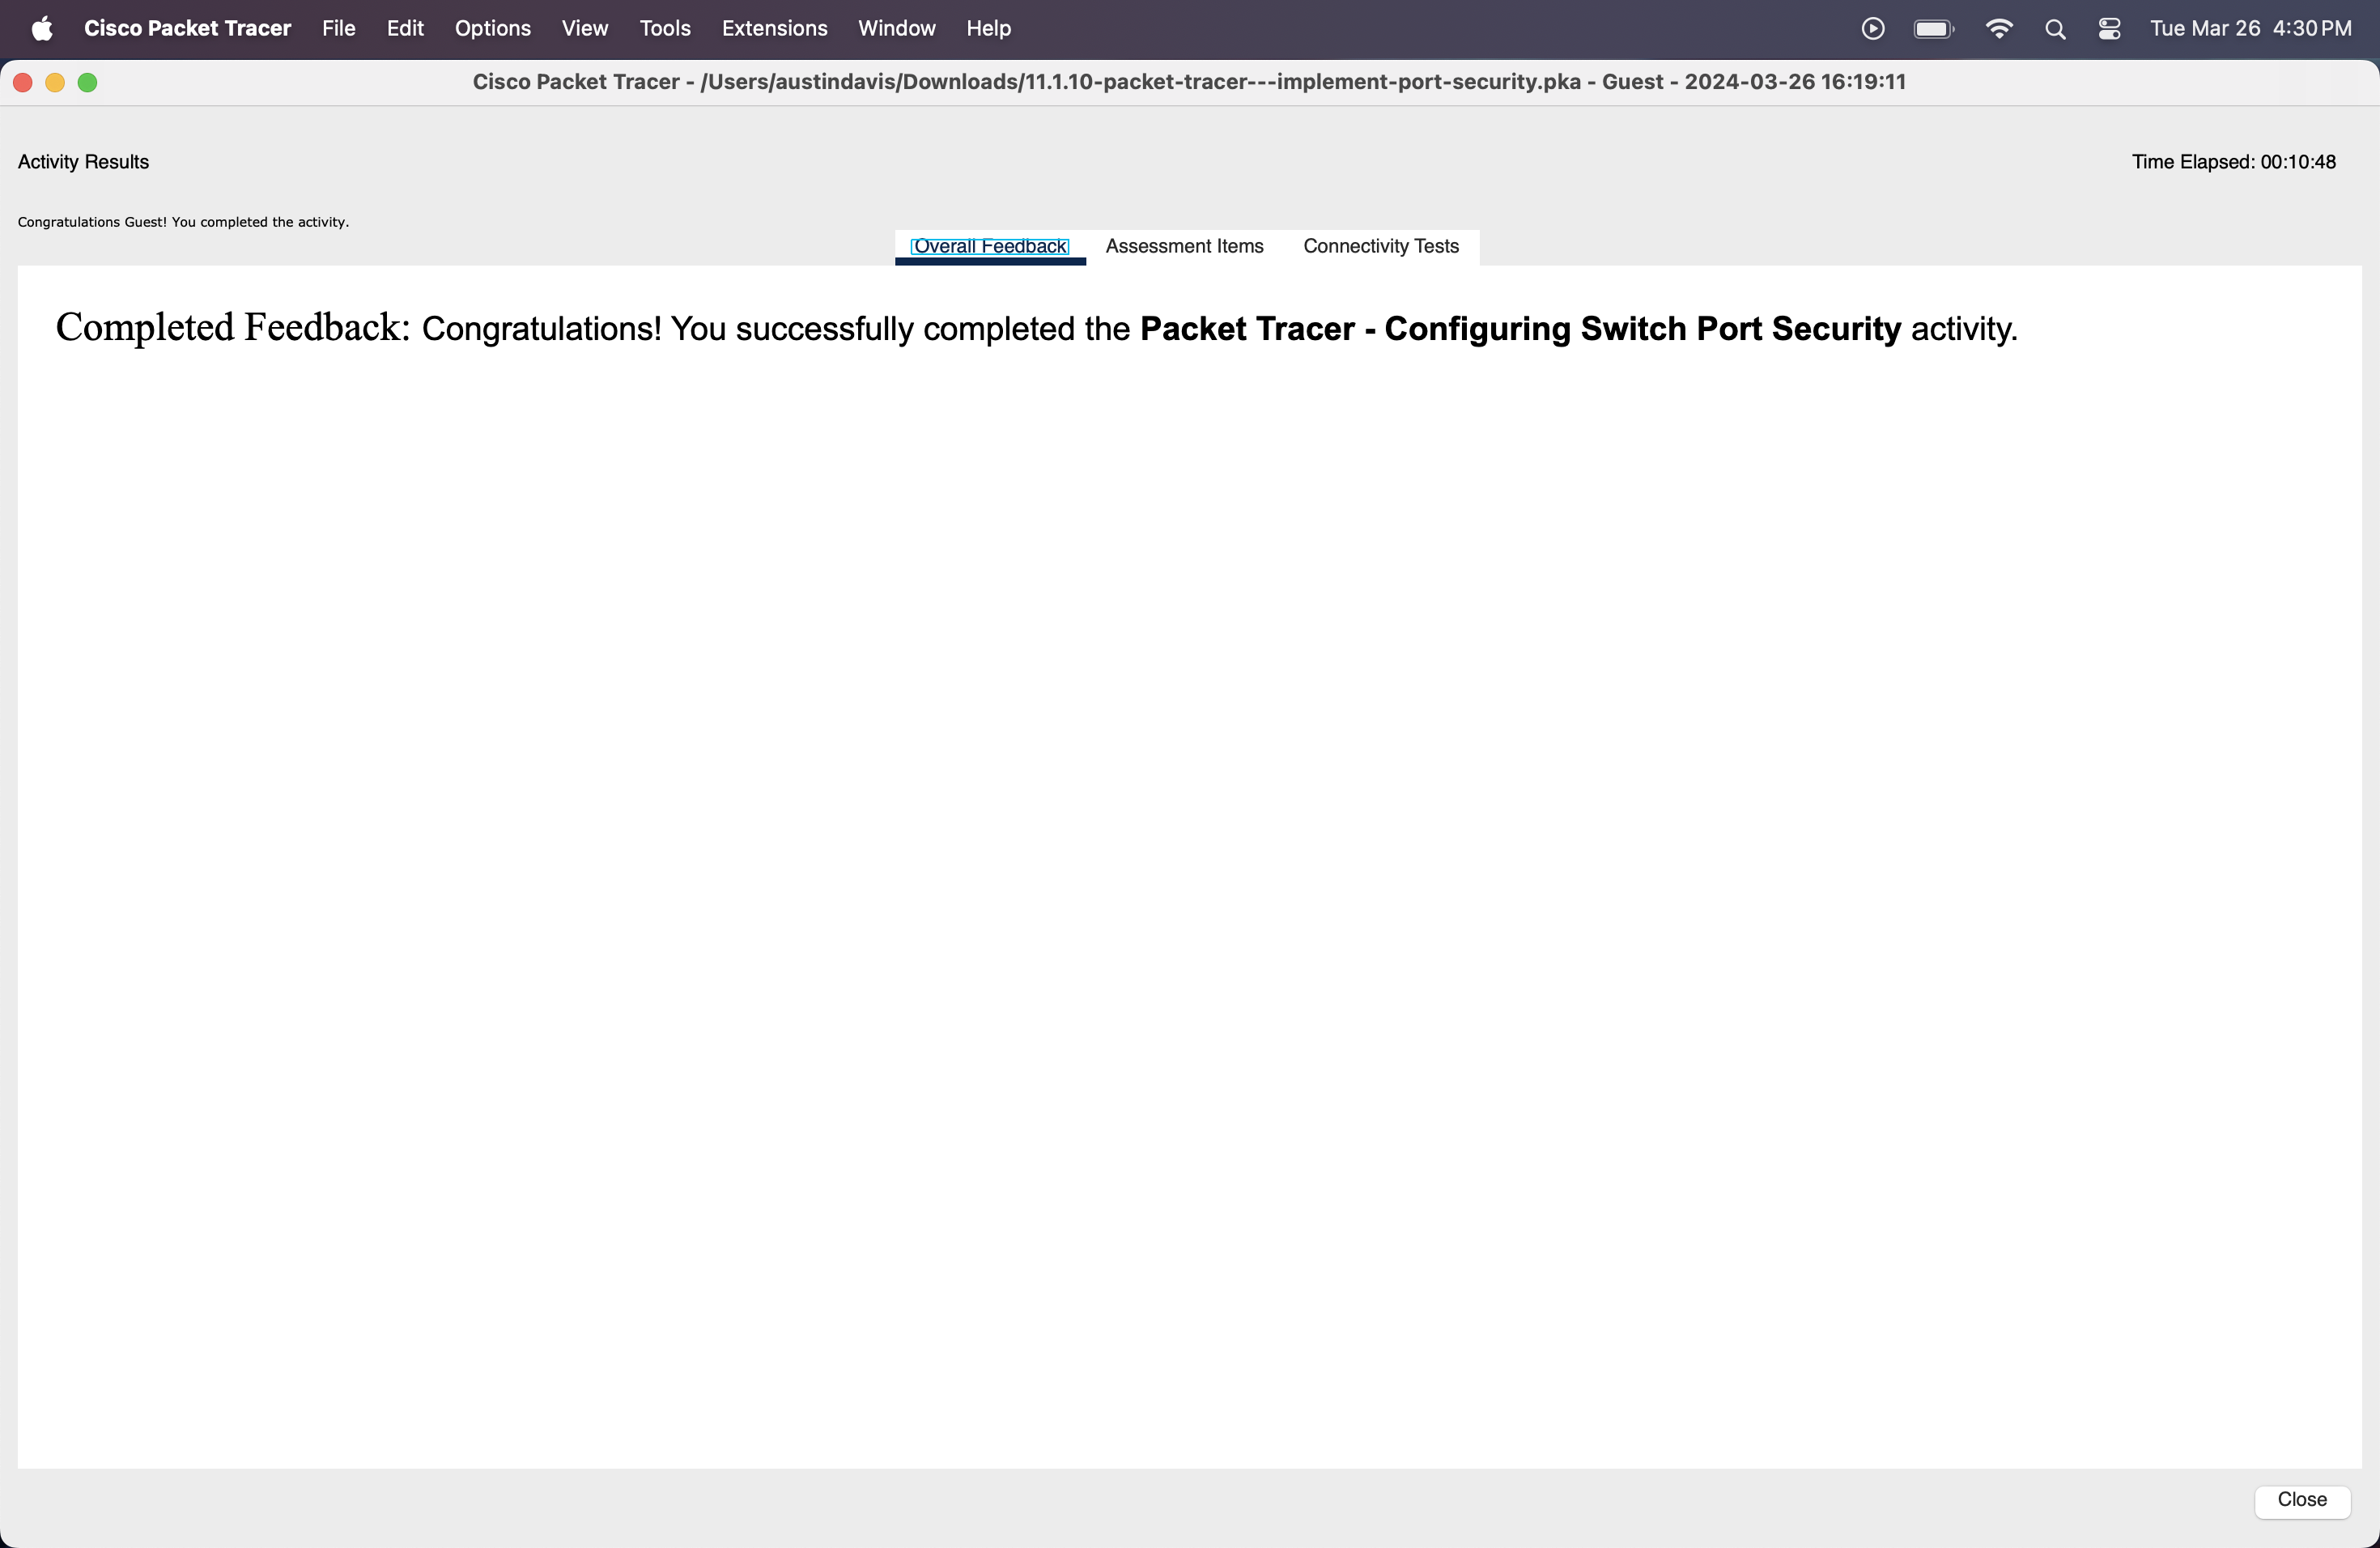 Cisco Packet Tracer File Edit Options View Tools Extensions Window Help Tue Mar 26 4:30 PM
Cisco Packet Tracer - /Users/austindavis/Downloads/11.1.10-packet-tracer---implement-port-security.pka - Guest - 2024-03-26 16:19:11
Activity Results Time Elapsed: 00:10:48
Congratulations Guest! You completed the activity.
Overall Feedback Assessment Items Connectivity Tests
Completed Feedback: Congratulations! You successfully completed the Packet Tracer - Configuring Switch Port Security activity.
Close